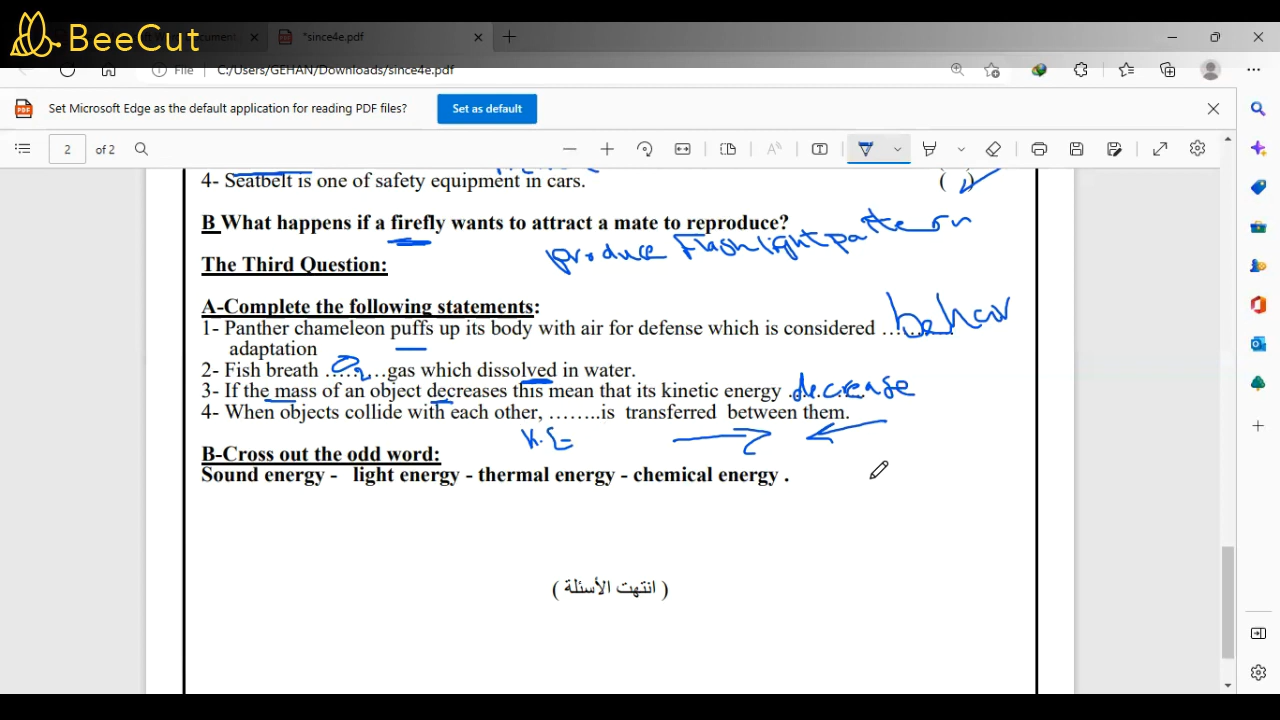 BeeCut
*since4e.pdf
File C:/Users/GEHAN/Downloads/since4e.pdf
Set Microsoft Edge as the default application for reading PDF files? Set as default
2 of 2
4- Seatbelt is one of safety equipment in cars. ( )
B What happens if a firefly wants to attract a mate to reproduce?
produce Flashlight pattern
The Third Question:
A-Complete the following statements:
1- Panther chameleon puffs up its body with air for defense which is considered ……… behav
adaptation
2- Fish breath …O2…gas which dissolved in water.
3- If the mass of an object decreases this mean that its kinetic energy ……… decrease
4- When objects collide with each other, ……..is transferred between them.
K.E
B-Cross out the odd word:
Sound energy - light energy - thermal energy - chemical energy .
( انتهت الأسئلة )